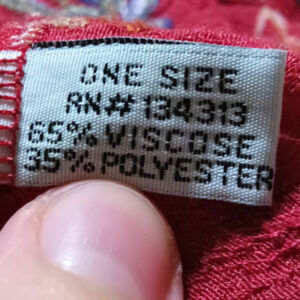 ONE SIZE
RN# 134313
65% VISCOSE
35% POLYESTER